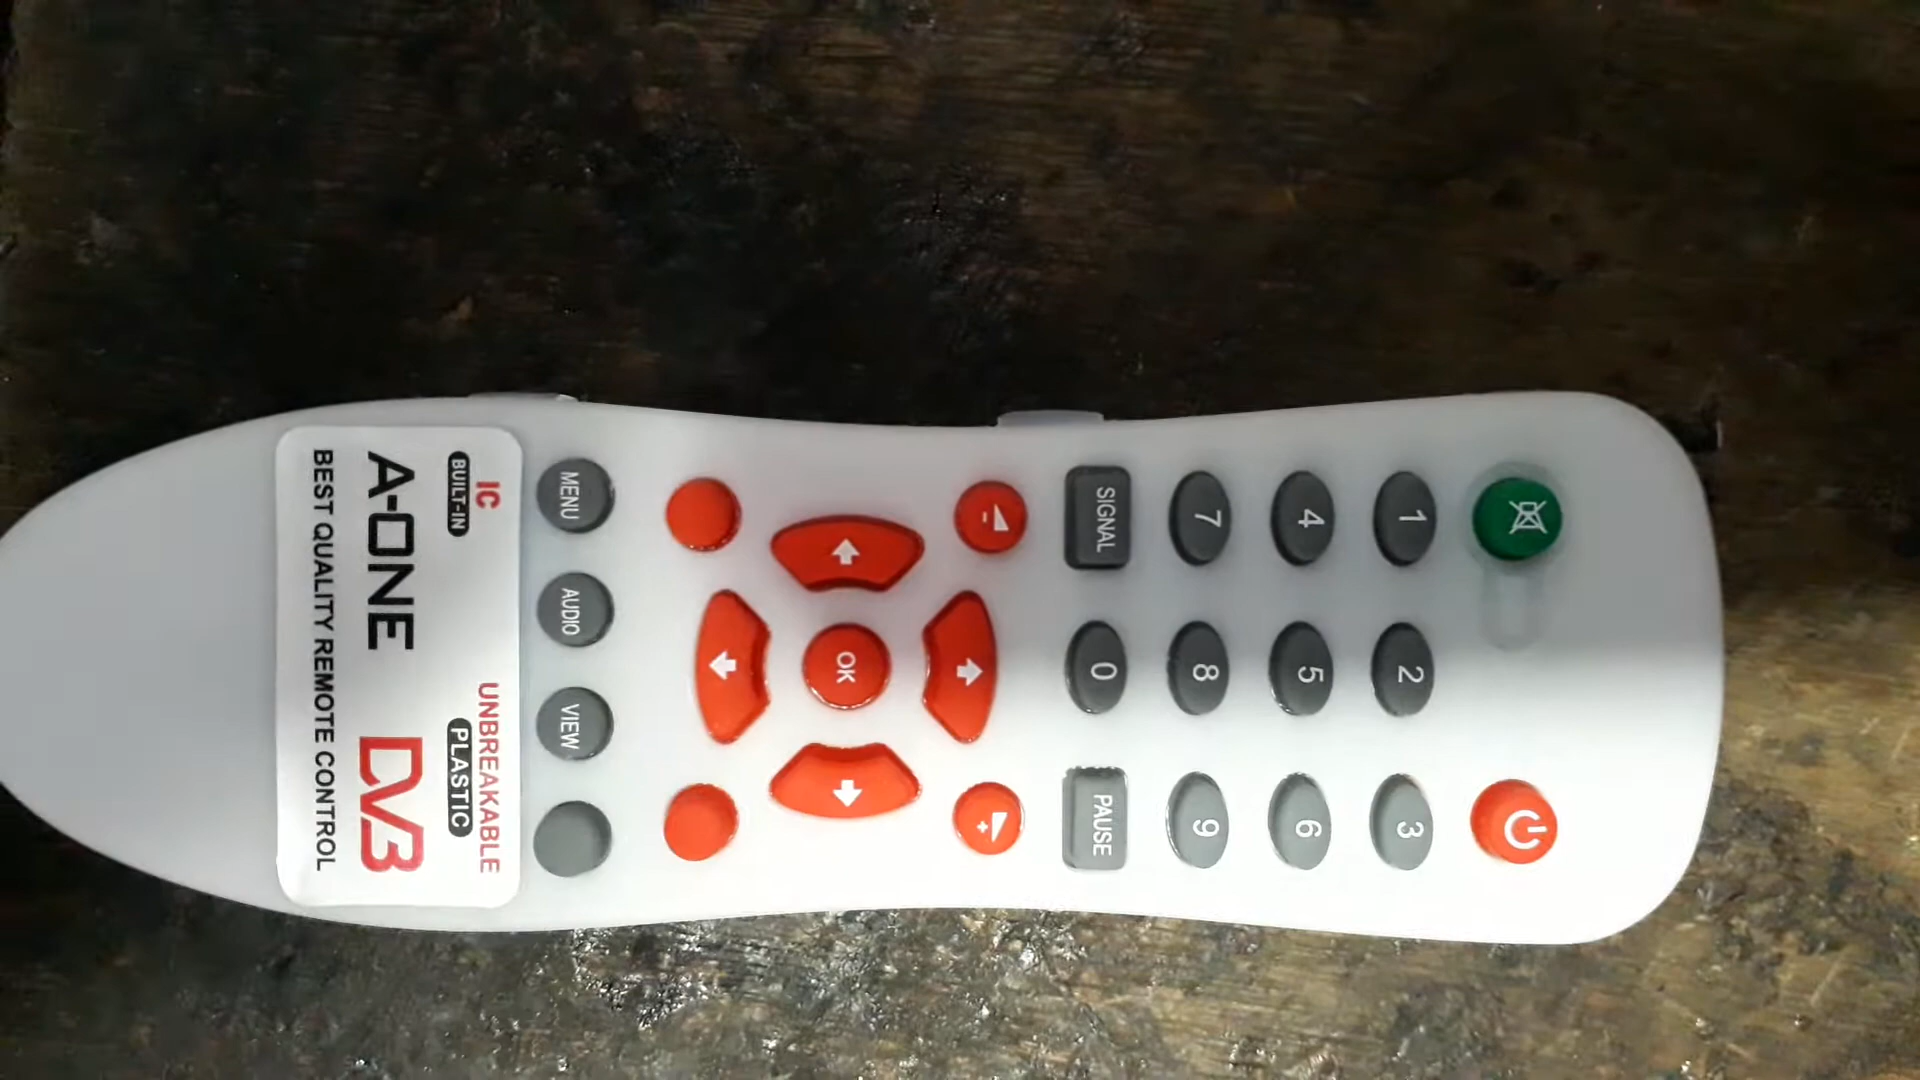 1 2 3
4 5 6
7 8 9
SIGNAL 0 PAUSE
- +
OK
MENU AUDIO VIEW
IC UNBREAKABLE
BUILT-IN PLASTIC
A-ONE DVB
BEST QUALITY REMOTE CONTROL